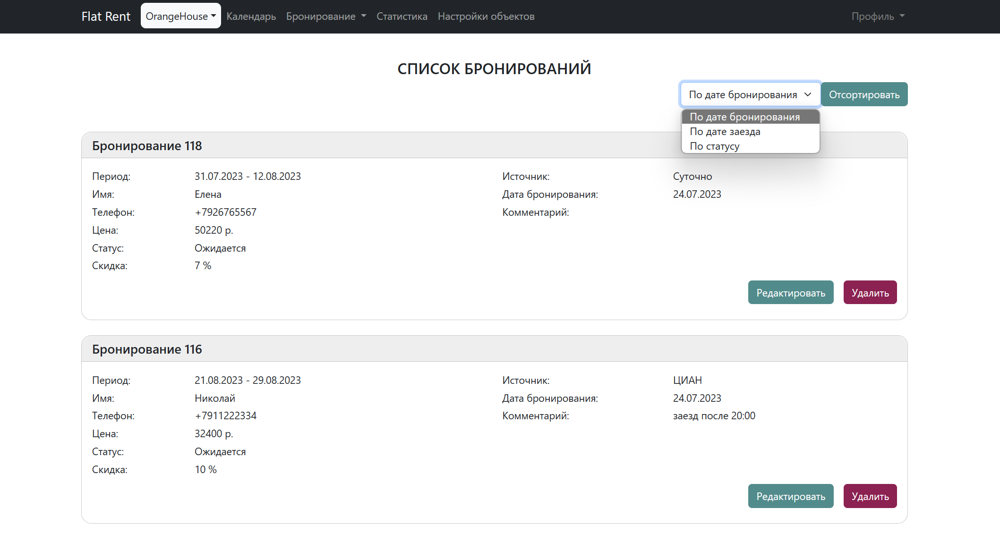 Flat Rent OrangeHouse Календарь Бронирование Статистика Настройки объектов Профиль
СПИСОК БРОНИРОВАНИЙ
По дате бронирования Отсортировать
По дате бронирования
По дате заезда
По статусу
Бронирование 118
Период: 31.07.2023 - 12.08.2023 Источник: Суточно
Имя: Елена Дата бронирования: 24.07.2023
Телефон: +7926765567 Комментарий:
Цена: 50220 р.
Статус: Ожидается
Скидка: 7 %
Редактировать Удалить
Бронирование 116
Период: 21.08.2023 - 29.08.2023 Источник: ЦИАН
Имя: Николай Дата бронирования: 24.07.2023
Телефон: +7911222334 Комментарий: заезд после 20:00
Цена: 32400 р.
Статус: Ожидается
Скидка: 10 %
Редактировать Удалить